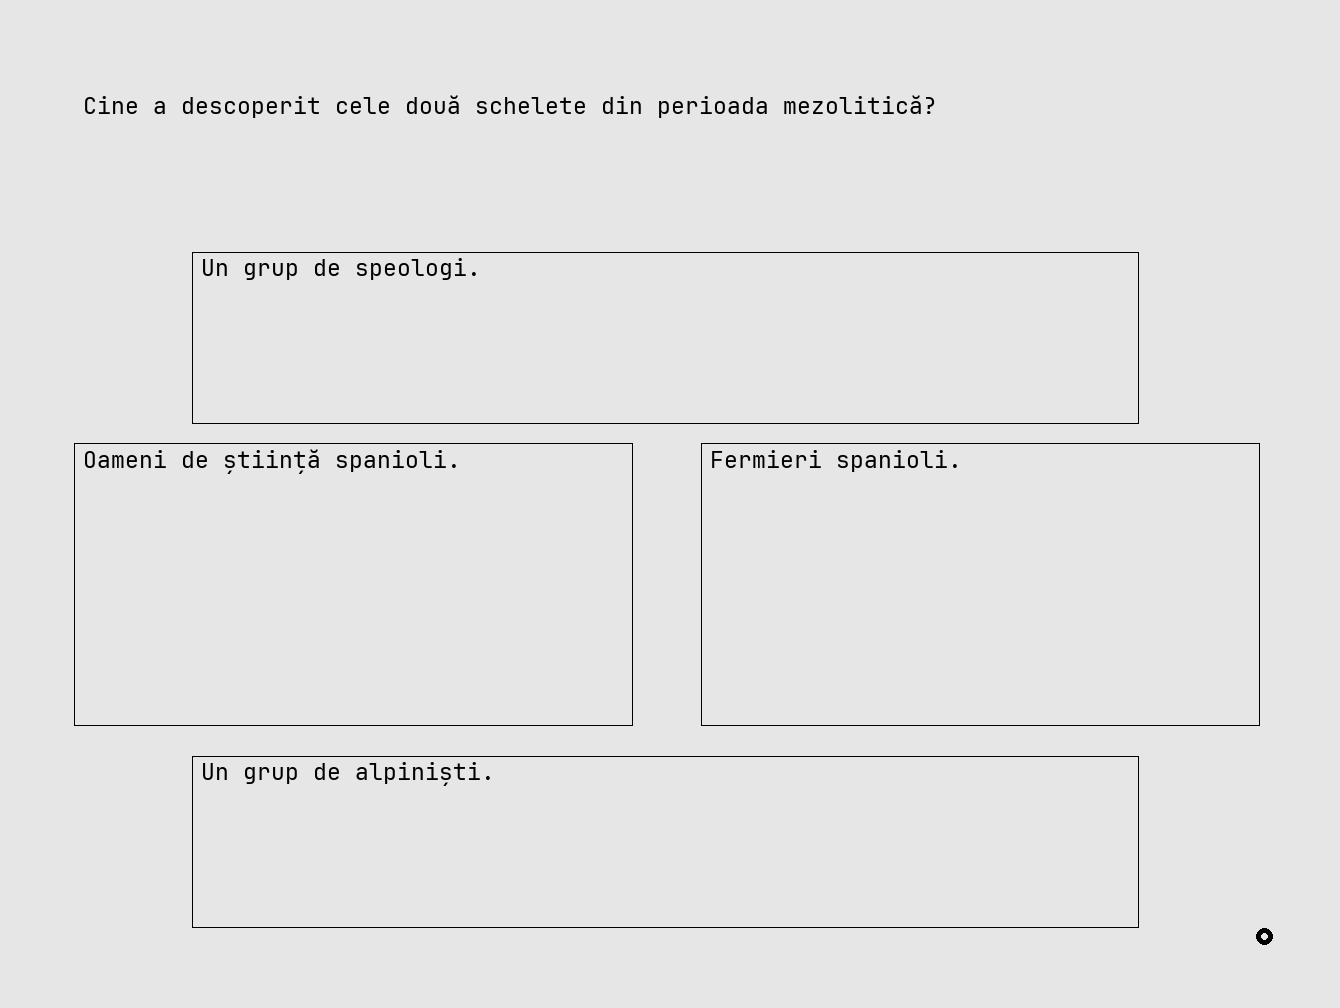 Cine a descoperit cele două schelete din perioada mezolitică?
Un grup de speologi.
Oameni de știință spanioli.
Fermieri spanioli.
Un grup de alpiniști.